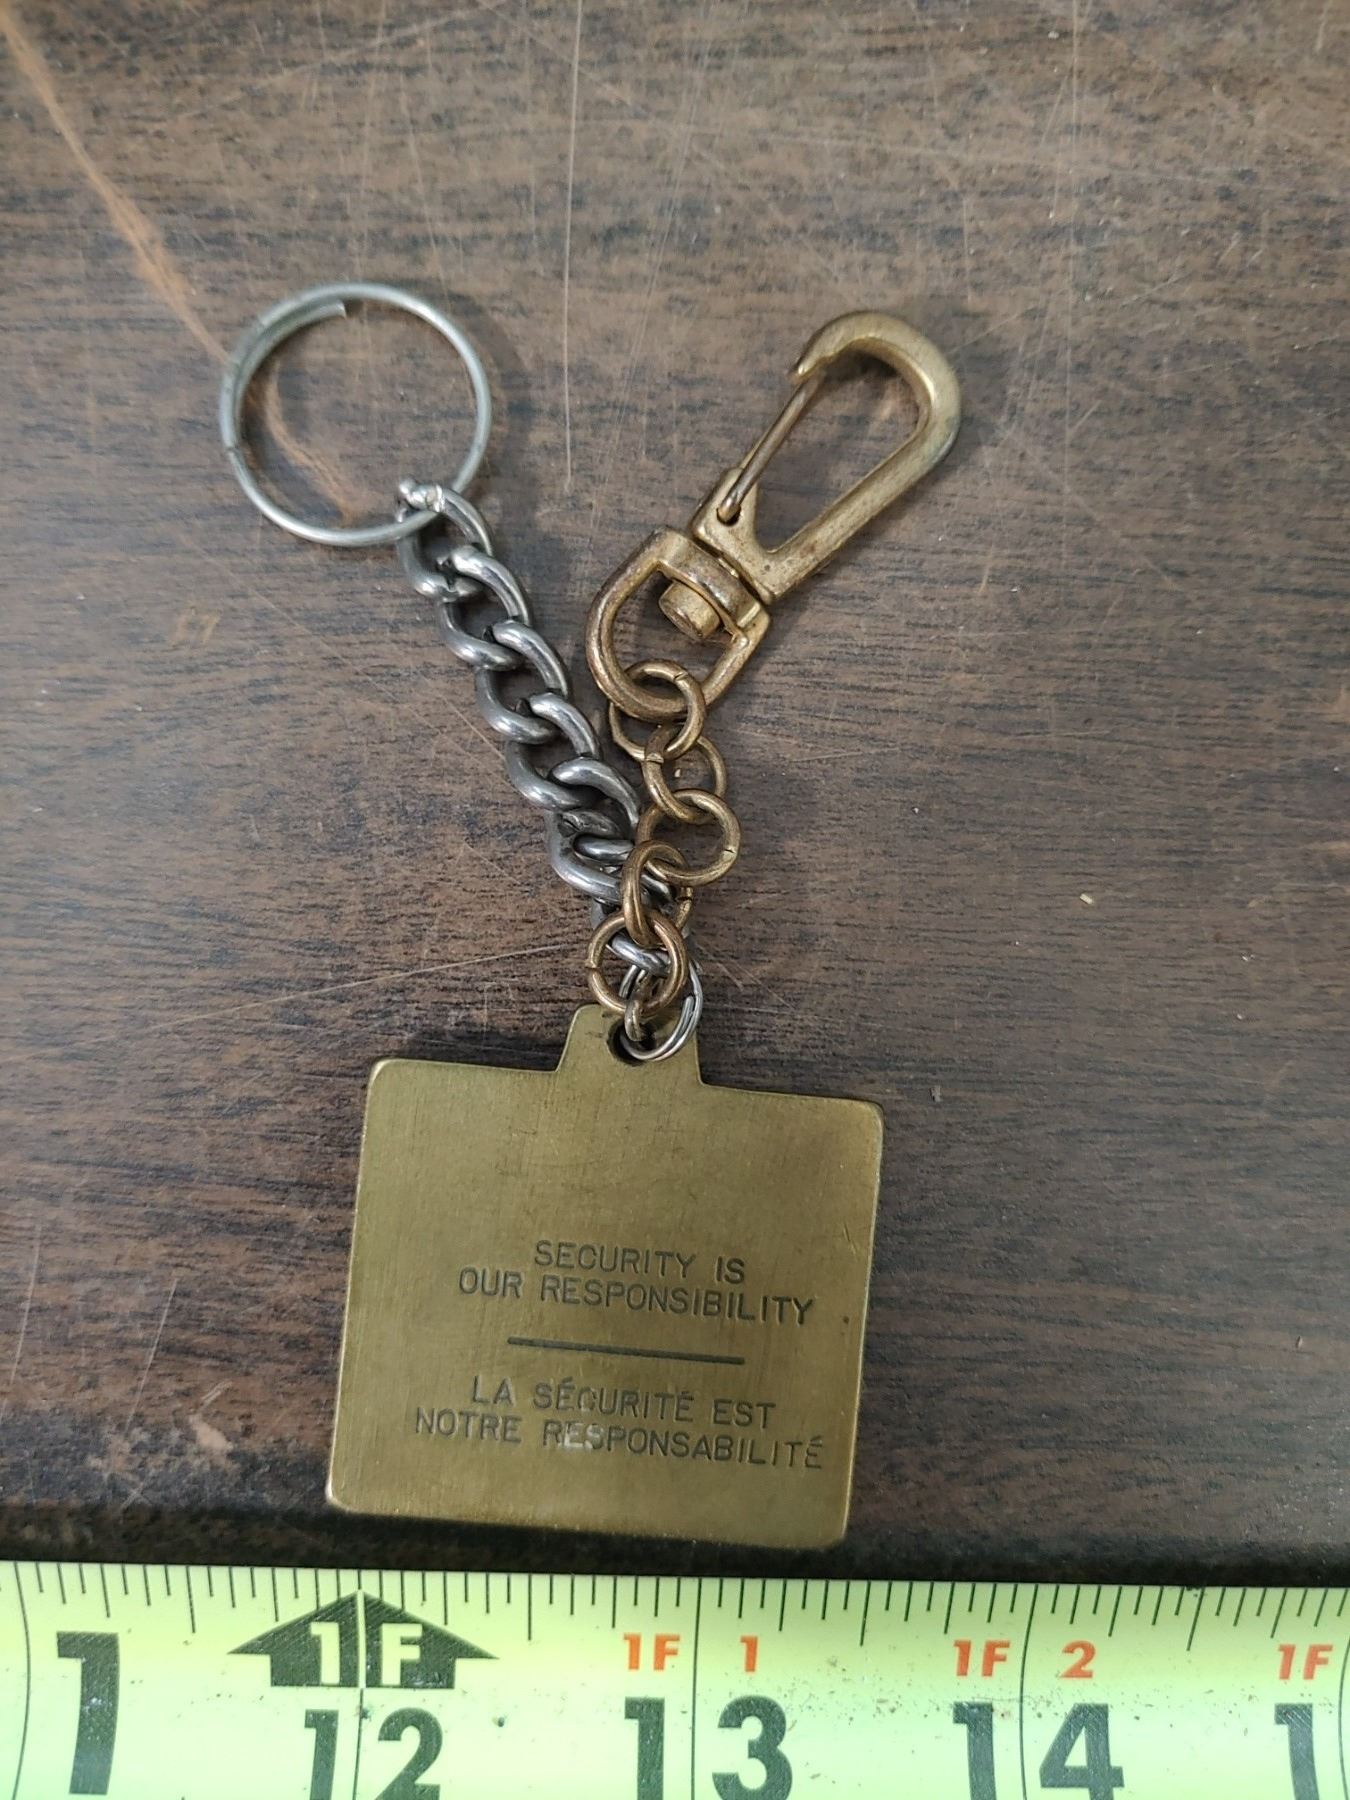 SECURITY IS
OUR RESPONSIBILITY
LA SÉCURITÉ EST
NOTRE RESPONSABILITÉ
1F 1F 1 1F 2 1F
1 12 13 14 1